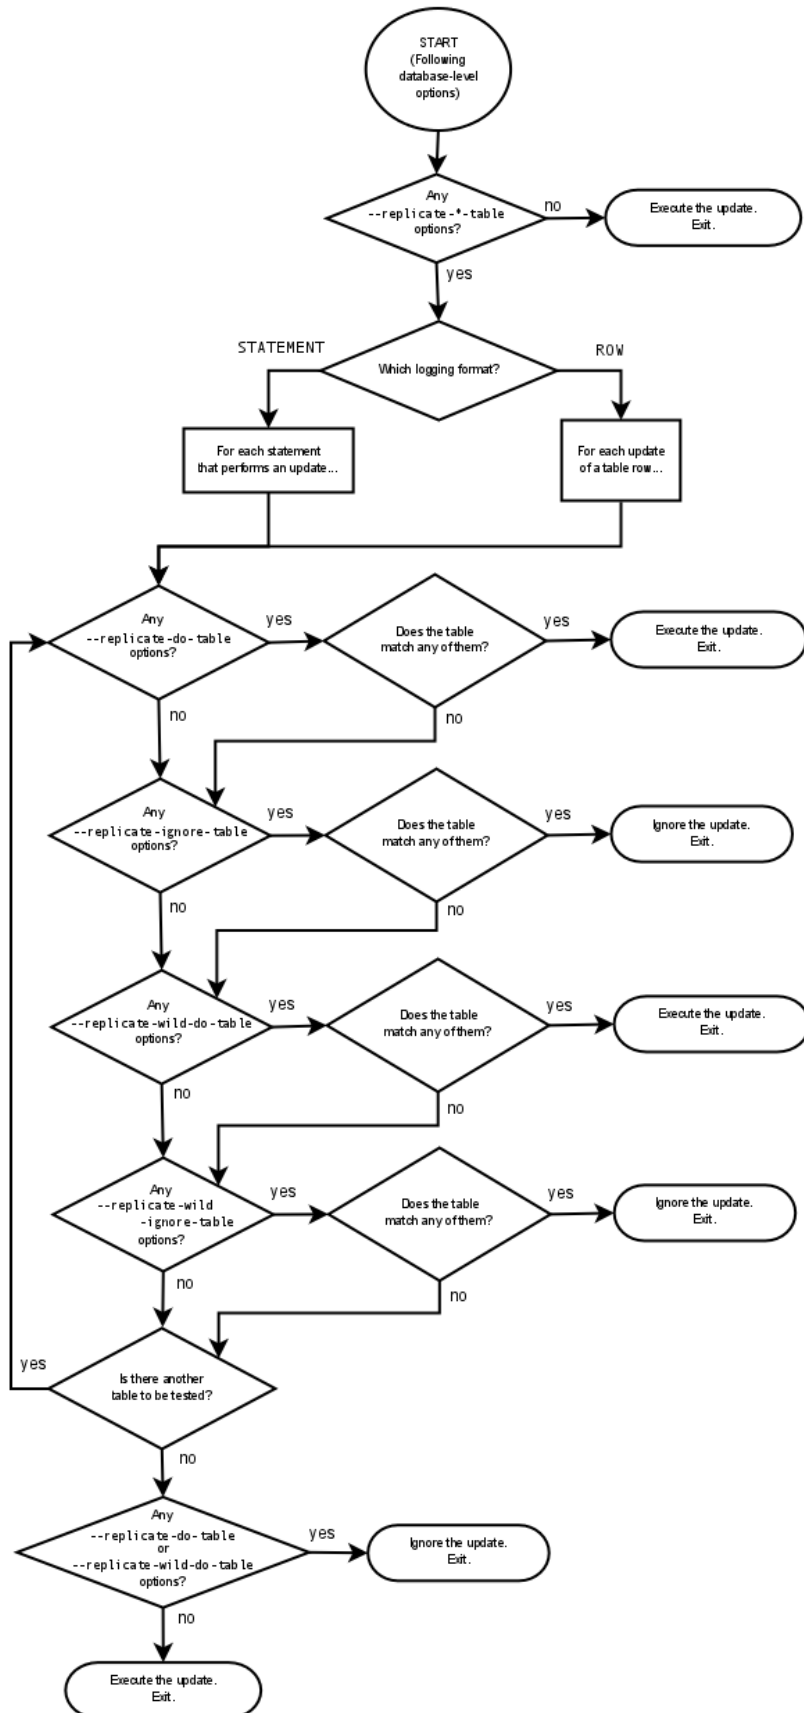 START
(Following
database-level
options)
Any
--replicate-*-table
options?
no
Execute the update.
Exit.
yes
STATEMENT
Which logging format?
ROW
For each statement
that performs an update...
For each update
of a table row...
Any
--replicate-do-table
options?
yes
Does the table
match any of them?
yes
Execute the update.
Exit.
no
no
Any
--replicate-ignore-table
options?
yes
Does the table
match any of them?
yes
Ignore the update.
Exit.
no
no
Any
--replicate-wild-do-table
options?
yes
Does the table
match any of them?
yes
Execute the update.
Exit.
no
no
Any
--replicate-wild
-ignore-table
options?
yes
Does the table
match any of them?
yes
Ignore the update.
Exit.
no
no
yes
Is there another
table to be tested?
no
Any
--replicate-do-table
or
--replicate-wild-do-table
options?
yes
Ignore the update.
Exit.
no
Execute the update.
Exit.